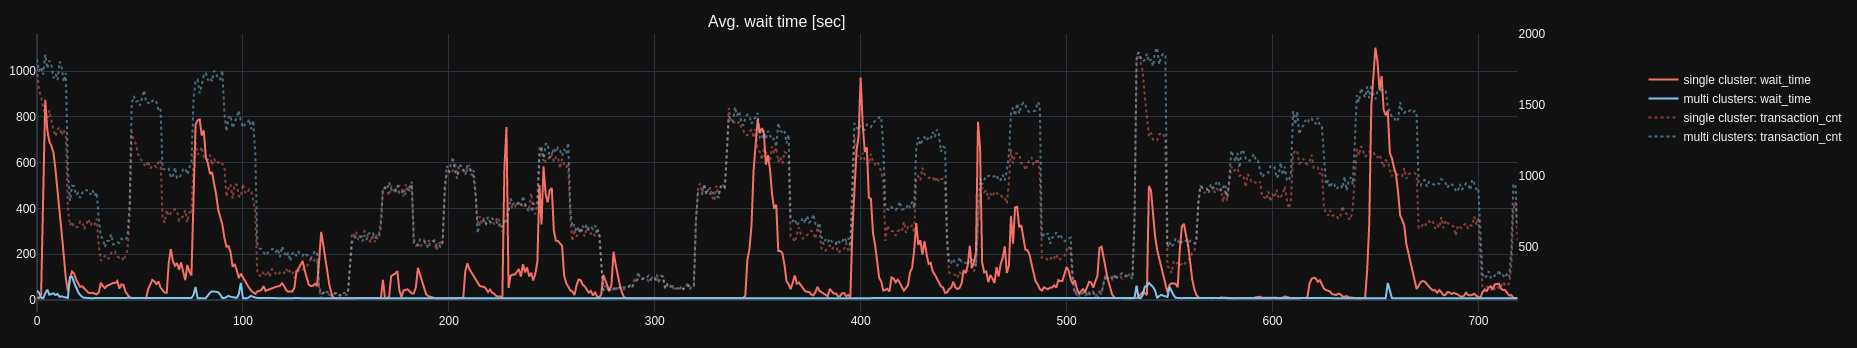 Avg. wait time [sec]
2000
1000
1500
800
600
1000
400
200
500
0
0 100 200 300 400 500 600 700
single cluster: wait_time
multi clusters: wait_time
single cluster: transaction_cnt
multi clusters: transaction_cnt